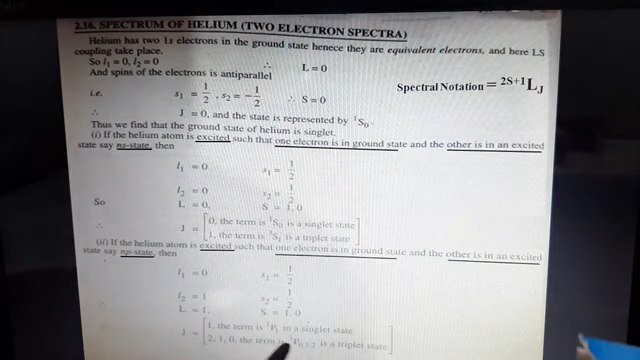 2.16. SPECTRUM OF HELIUM (TWO ELECTRON SPECTRA)
Helium has two 1s electrons in the ground state henece they are equivalent electrons, and here LS
coupling take place.
So l₁ = 0, l₂ = 0 ∴ L = 0
And spins of the electrons is antiparallel
Spectral Notation = ²ˢ⁺¹L_J
i.e. s₁ = 1/2 , s₂ = −1/2 ∴ S = 0
∴ J = 0, and the state is represented by ¹S₀.
Thus we find that the ground state of helium is singlet.
(i) If the helium atom is excited such that one electron is in ground state and the other is in an excited
state say ns-state, then
l₁ = 0 s₁ = 1/2
l₂ = 0 s₂ = 1/2
So L = 0, S = 1, 0
∴ J = [0, the term is ¹S₀ is a singlet state
1, the term is ³S₁ is a triplet state]
(ii) If the helium atom is excited such that one electron is in ground state and the other is in an excited
state say np-state, then
l₁ = 0 s₁ = 1/2
l₂ = 1 s₂ = 1/2
∴ L = 1, S = 1, 0
∴ J = [1, the term is ¹P₁ in a singlet state
2, 1, 0, the term is ³P₀,₁,₂ is a triplet state]